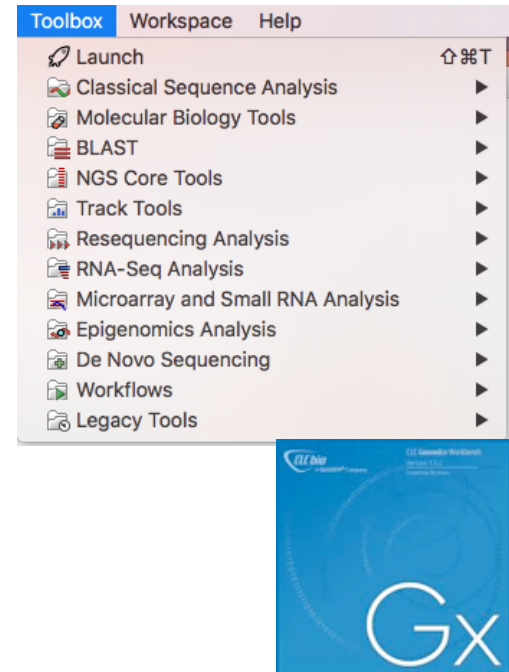 Toolbox Workspace Help
Launch ⇧⌘T
Classical Sequence Analysis
Molecular Biology Tools
BLAST
NGS Core Tools
Track Tools
Resequencing Analysis
RNA-Seq Analysis
Microarray and Small RNA Analysis
Epigenomics Analysis
De Novo Sequencing
Workflows
Legacy Tools
CLC bio CLC Genomics Workbench
A QIAGEN Company
Gx